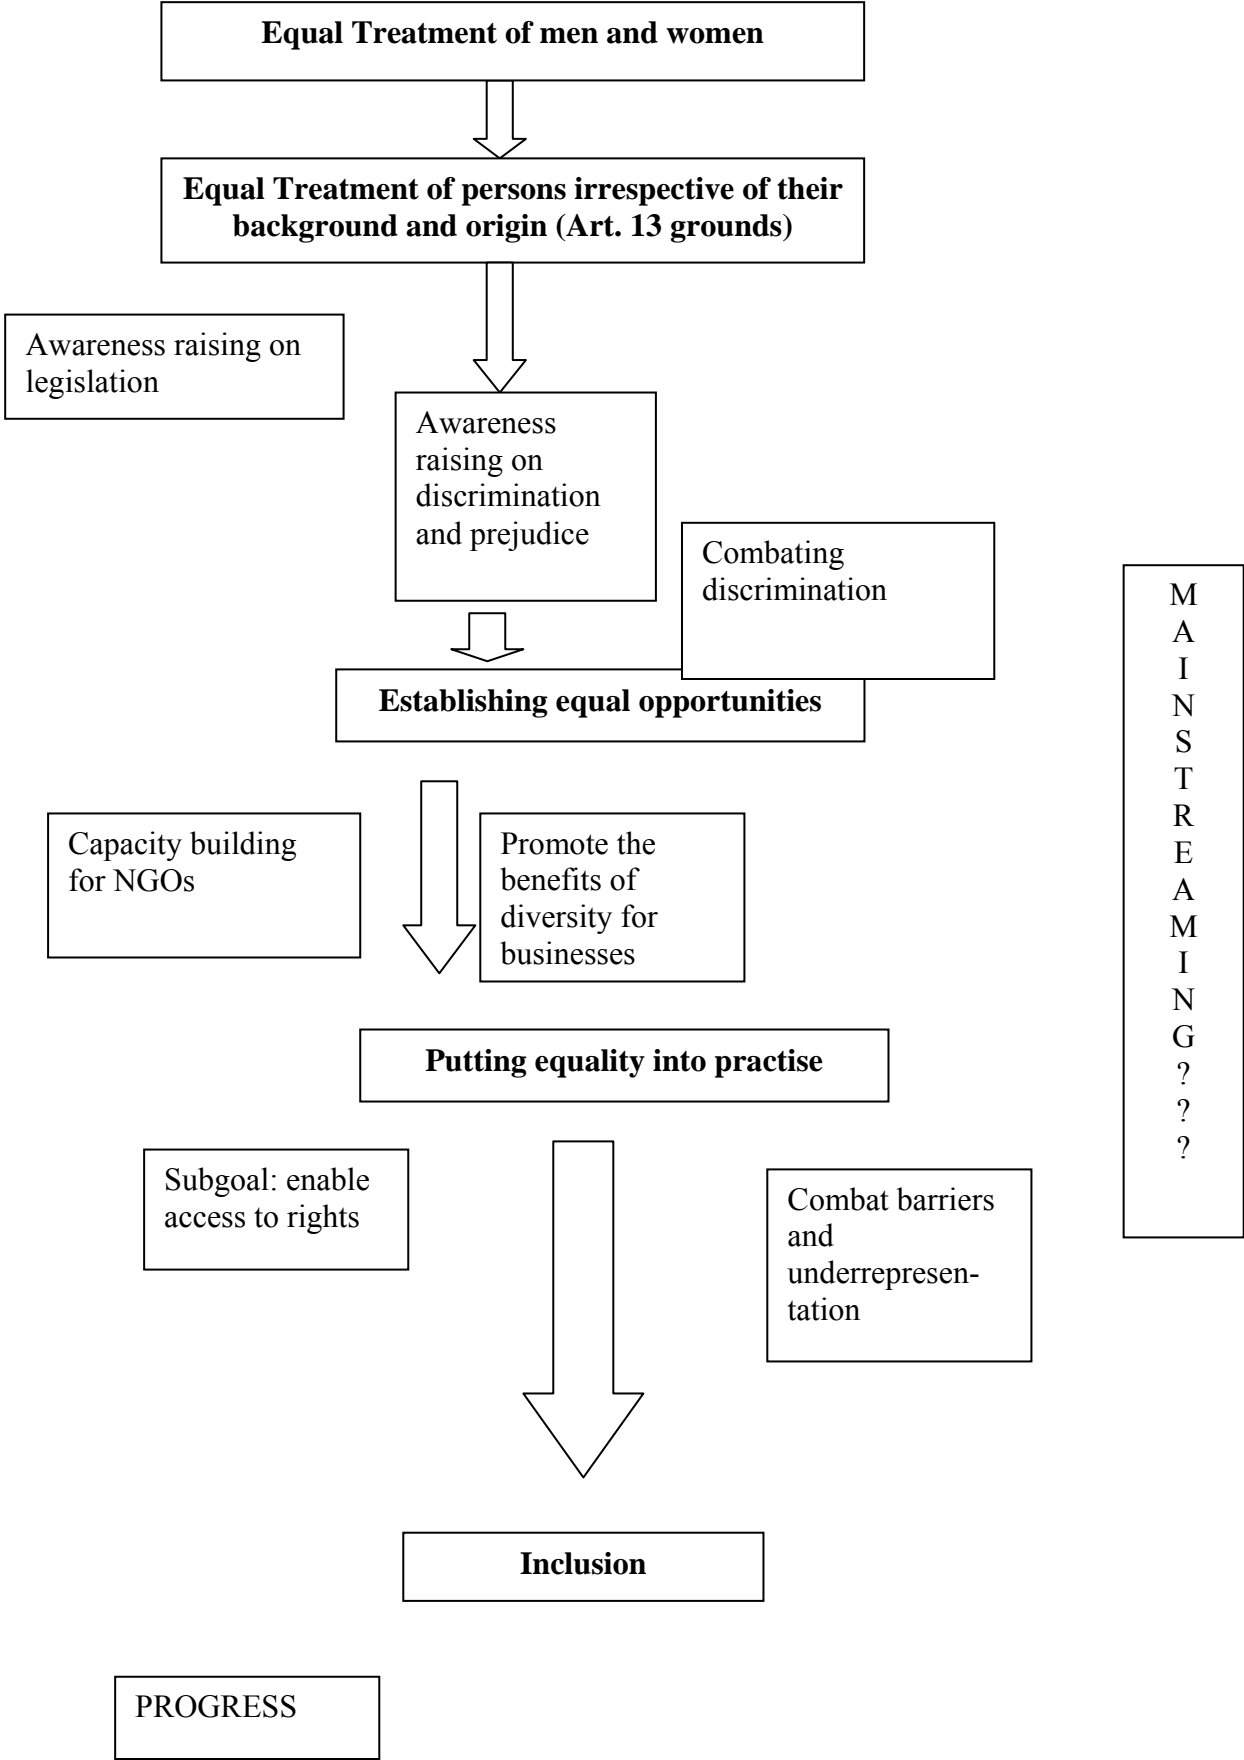 Equal Treatment of men and women
Equal Treatment of persons irrespective of their
background and origin (Art. 13 grounds)
Awareness raising on
legislation
Awareness
raising on
discrimination
and prejudice
Combating
discrimination
Establishing equal opportunities
Capacity building
for NGOs
Promote the
benefits of
diversity for
businesses
Putting equality into practise
Subgoal: enable
access to rights
Combat barriers
and
underrepresen-
tation
Inclusion
PROGRESS
M
A
I
N
S
T
R
E
A
M
I
N
G
?
?
?